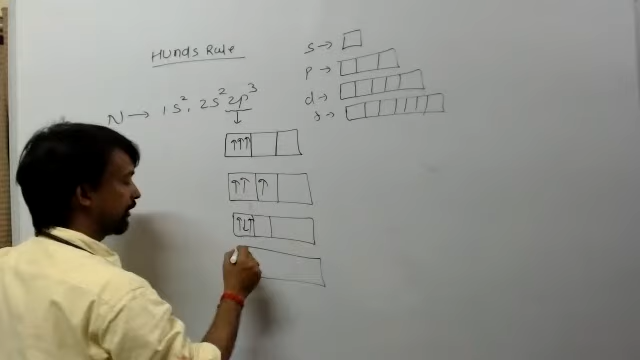 HUNDS Rule
N → 1s², 2s² 2p³
↓
↑↑↑
↑↑ ↑
↑↓↑
s →
p →
d →
f →